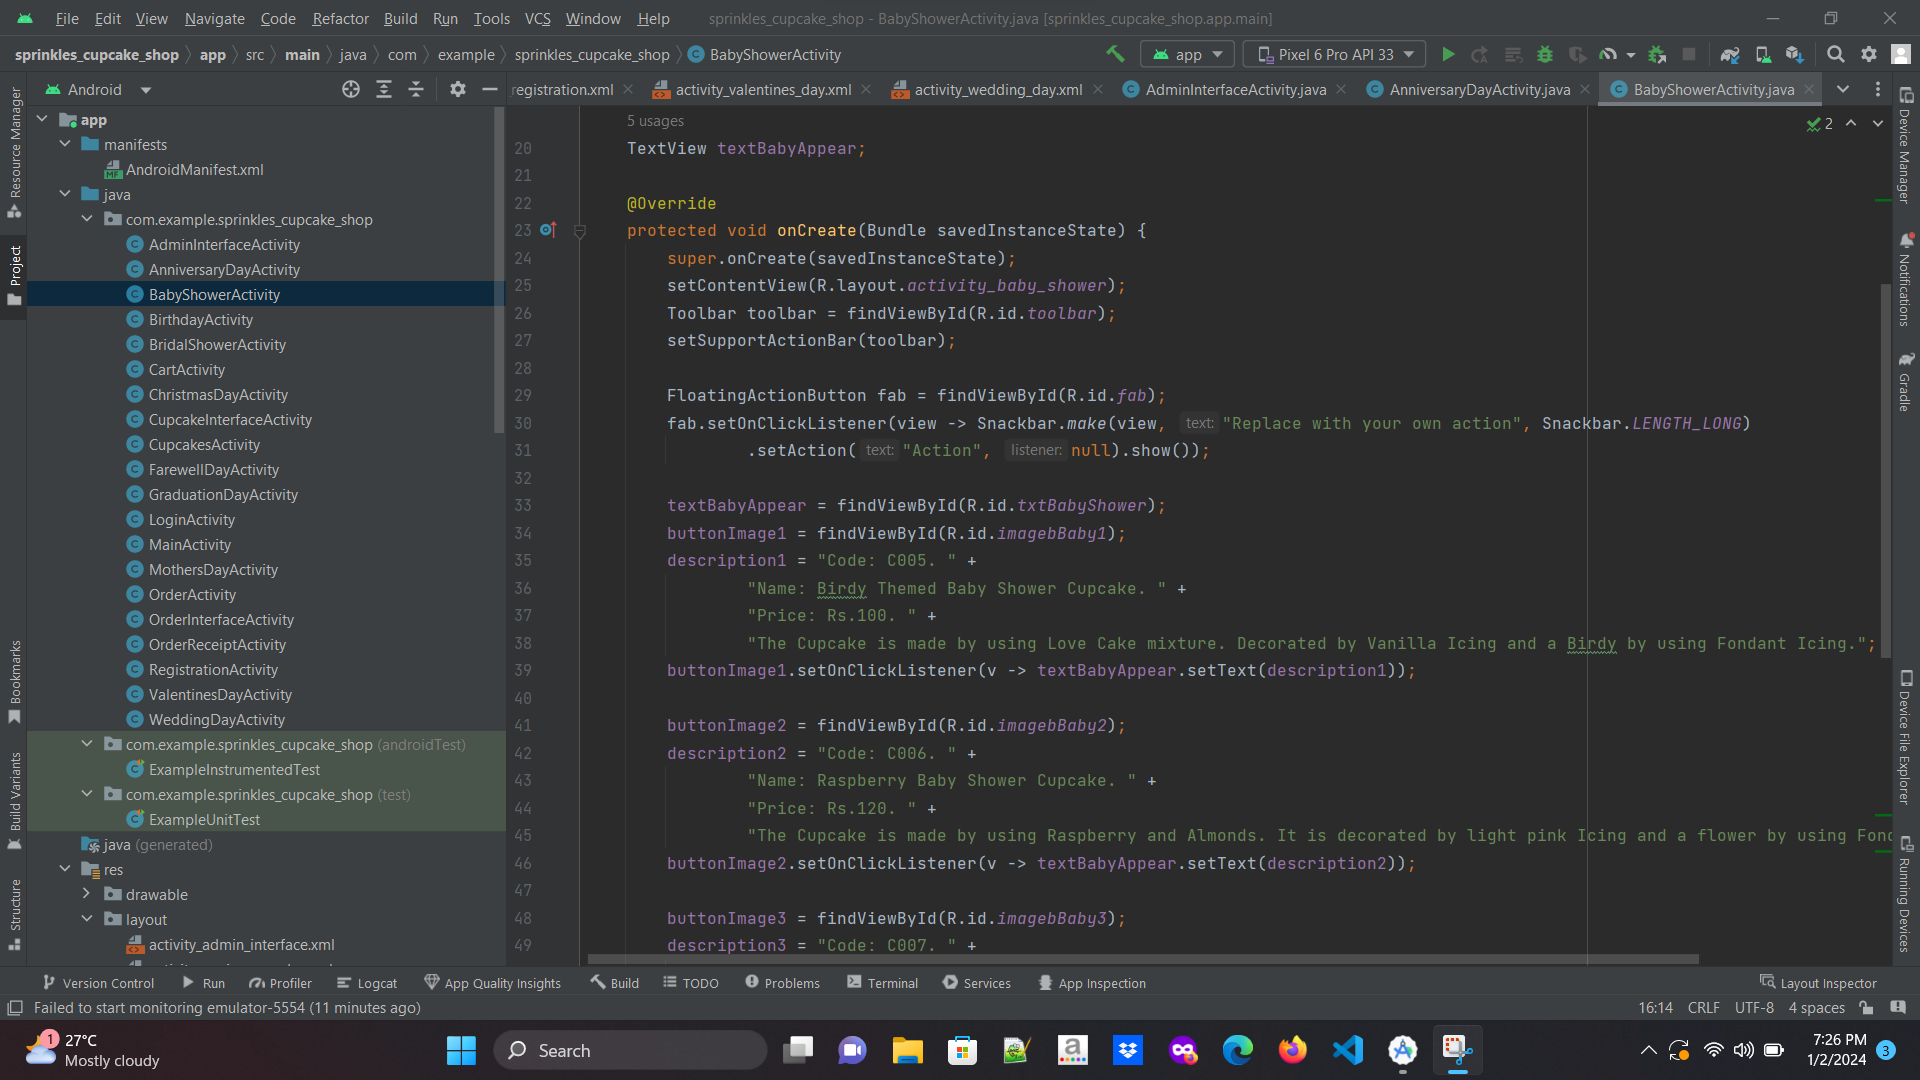 File Edit View Navigate Code Refactor Build Run Tools VCS Window Help sprinkles_cupcake_shop - BabyShowerActivity.java [sprinkles_cupcake_shop.app.main]
sprinkles_cupcake_shop app src main java com example sprinkles_cupcake_shop BabyShowerActivity app Pixel 6 Pro API 33
Android
registration.xml activity_valentines_day.xml activity_wedding_day.xml AdminInterfaceActivity.java AnniversaryDayActivity.java BabyShowerActivity.java
Resource Manager
Project
Bookmarks
Build Variants
Structure
app
manifests
AndroidManifest.xml
java
com.example.sprinkles_cupcake_shop
AdminInterfaceActivity
AnniversaryDayActivity
BabyShowerActivity
BirthdayActivity
BridalShowerActivity
CartActivity
ChristmasDayActivity
CupcakeInterfaceActivity
CupcakesActivity
FarewellDayActivity
GraduationDayActivity
LoginActivity
MainActivity
MothersDayActivity
OrderActivity
OrderInterfaceActivity
OrderReceiptActivity
RegistrationActivity
ValentinesDayActivity
WeddingDayActivity
com.example.sprinkles_cupcake_shop (androidTest)
ExampleInstrumentedTest
com.example.sprinkles_cupcake_shop (test)
ExampleUnitTest
java (generated)
res
drawable
layout
activity_admin_interface.xml
5 usages
2
20 TextView textBabyAppear;
21
22 @Override
23 protected void onCreate(Bundle savedInstanceState) {
24 super.onCreate(savedInstanceState);
25 setContentView(R.layout.activity_baby_shower);
26 Toolbar toolbar = findViewById(R.id.toolbar);
27 setSupportActionBar(toolbar);
28
29 FloatingActionButton fab = findViewById(R.id.fab);
30 fab.setOnClickListener(view -> Snackbar.make(view, text: "Replace with your own action", Snackbar.LENGTH_LONG)
31 .setAction( text: "Action", listener: null).show());
32
33 textBabyAppear = findViewById(R.id.txtBabyShower);
34 buttonImage1 = findViewById(R.id.imagebBaby1);
35 description1 = "Code: C005. " +
36 "Name: Birdy Themed Baby Shower Cupcake. " +
37 "Price: Rs.100. " +
38 "The Cupcake is made by using Love Cake mixture. Decorated by Vanilla Icing and a Birdy by using Fondant Icing.";
39 buttonImage1.setOnClickListener(v -> textBabyAppear.setText(description1));
40
41 buttonImage2 = findViewById(R.id.imagebBaby2);
42 description2 = "Code: C006. " +
43 "Name: Raspberry Baby Shower Cupcake. " +
44 "Price: Rs.120. " +
45 "The Cupcake is made by using Raspberry and Almonds. It is decorated by light pink Icing and a flower by using Fon
46 buttonImage2.setOnClickListener(v -> textBabyAppear.setText(description2));
47
48 buttonImage3 = findViewById(R.id.imagebBaby3);
49 description3 = "Code: C007. " +
Device Manager
Notifications
Gradle
Device File Explorer
Running Devices
Version Control Run Profiler Logcat App Quality Insights Build TODO Problems Terminal Services App Inspection Layout Inspector
Failed to start monitoring emulator-5554 (11 minutes ago) 16:14 CRLF UTF-8 4 spaces
1
27°C
Mostly cloudy
Search
7:26 PM
1/2/2024
3